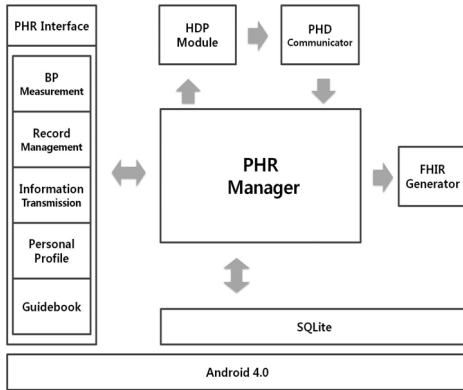 PHR Interface
BP
Measurement
Record
Management
Information
Transmission
Personal
Profile
Guidebook
HDP
Module
PHD
Communicator
PHR
Manager
FHIR
Generator
SQLite
Android 4.0